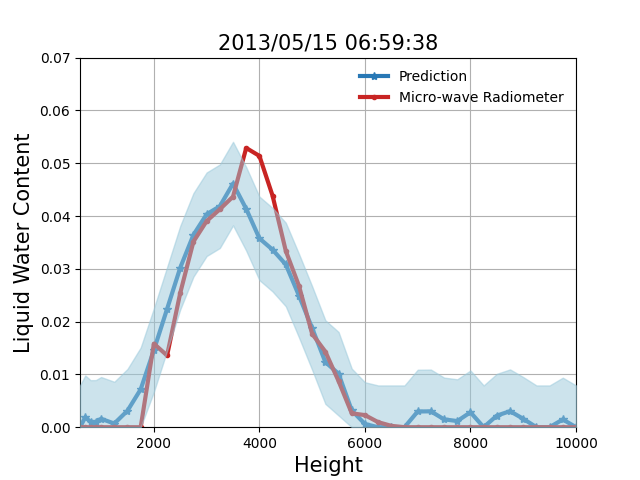 2013/05/15 06:59:38
0.07
0.06
0.05
0.04
0.03
0.02
0.01
0.00
Liquid Water Content
Prediction
Micro-wave Radiometer
2000 4000 6000 8000 10000
Height